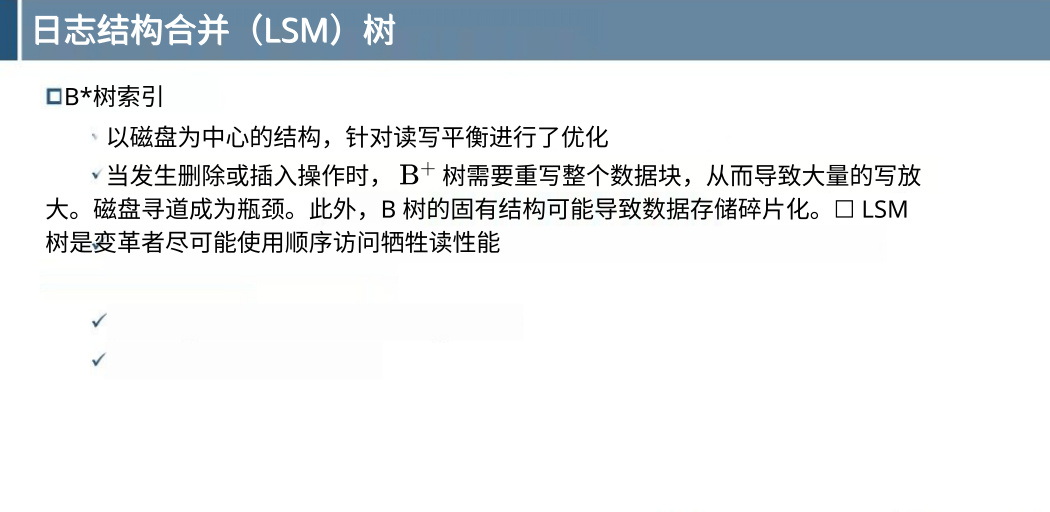 日志结构合并（LSM）树
B*树索引
以磁盘为中心的结构，针对读写平衡进行了优化
当发生删除或插入操作时， B⁺ 树需要重写整个数据块，从而导致大量的写放
大。磁盘寻道成为瓶颈。此外，B 树的固有结构可能导致数据存储碎片化。□ LSM
树是变革者尽可能使用顺序访问牺牲读性能